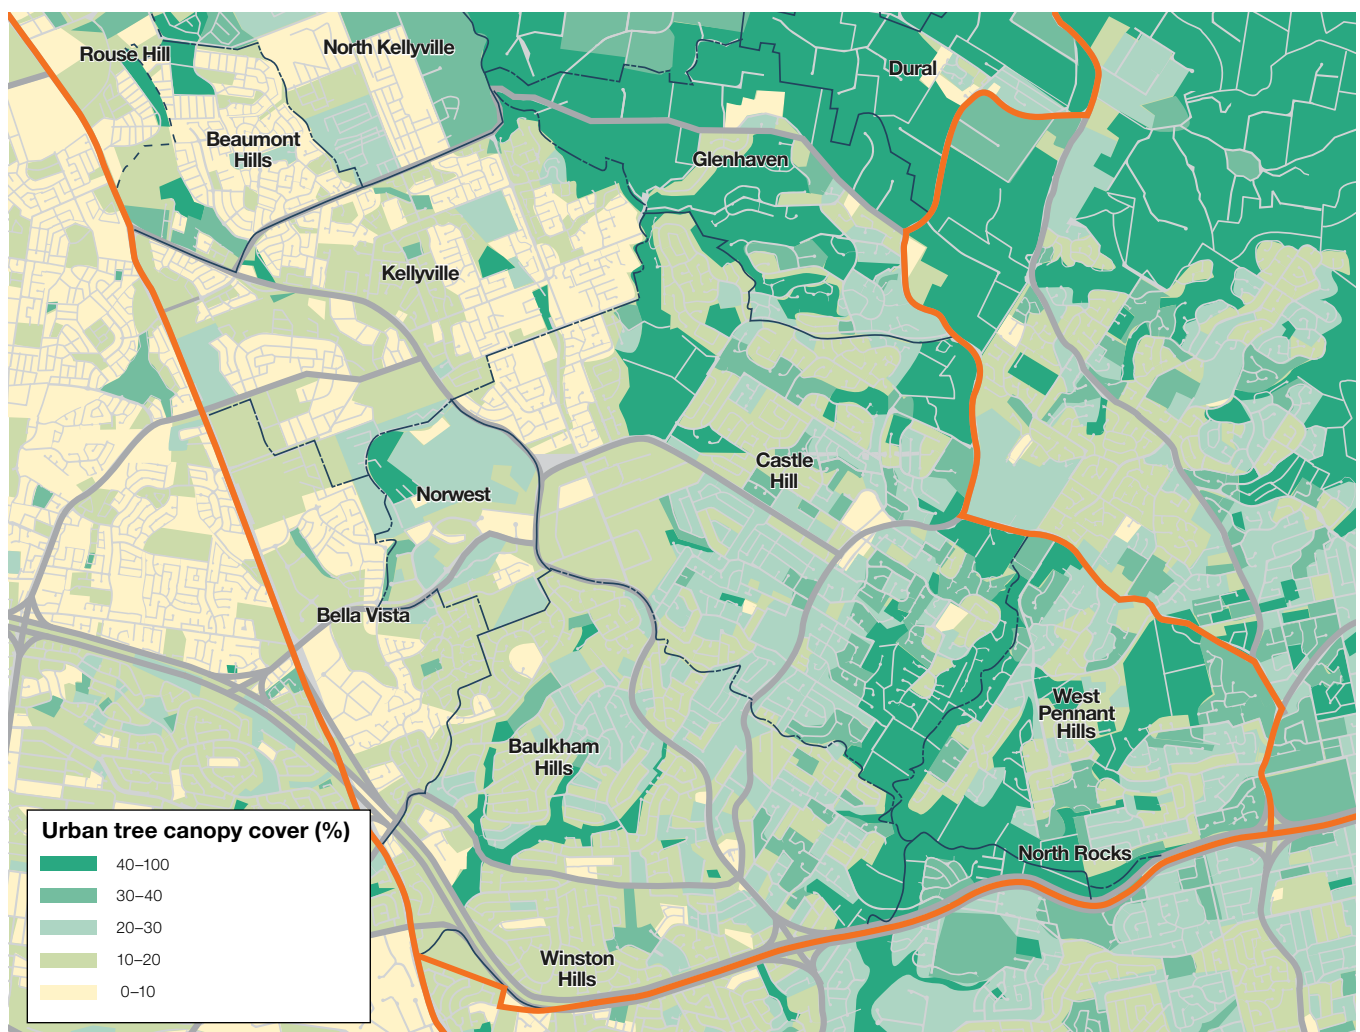 Rouse Hill
North Kellyville
Dural
Beaumont
Hills
Glenhaven
Kellyville
Castle
Hill
Norwest
Bella Vista
West
Pennant
Hills
Baulkham
Hills
North Rocks
Winston
Hills
Urban tree canopy cover (%)
40–100
30–40
20–30
10–20
0–10